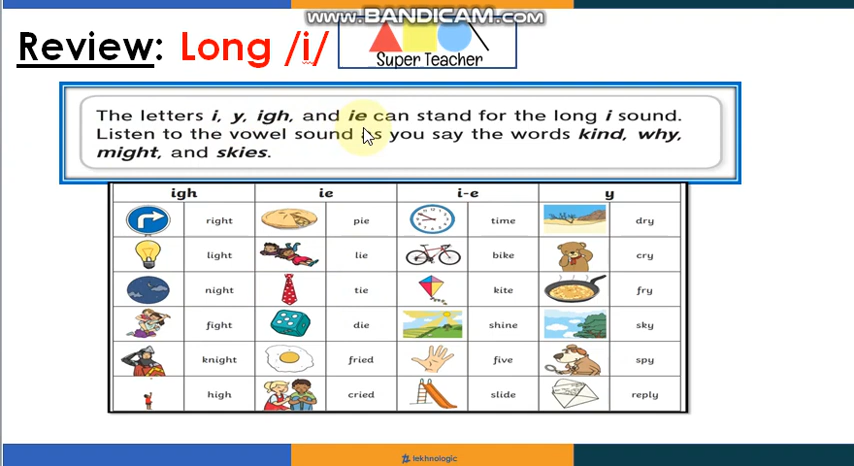 www.BANDICAM.com
Review: Long /i/
Super Teacher
The letters i, y, igh, and ie can stand for the long i sound.
Listen to the vowel sound as you say the words kind, why,
might, and skies.
igh ie i-e y
right pie time dry
light lie bike cry
night tie kite fry
fight die shine sky
knight fried five spy
high cried slide reply
lekhnologic